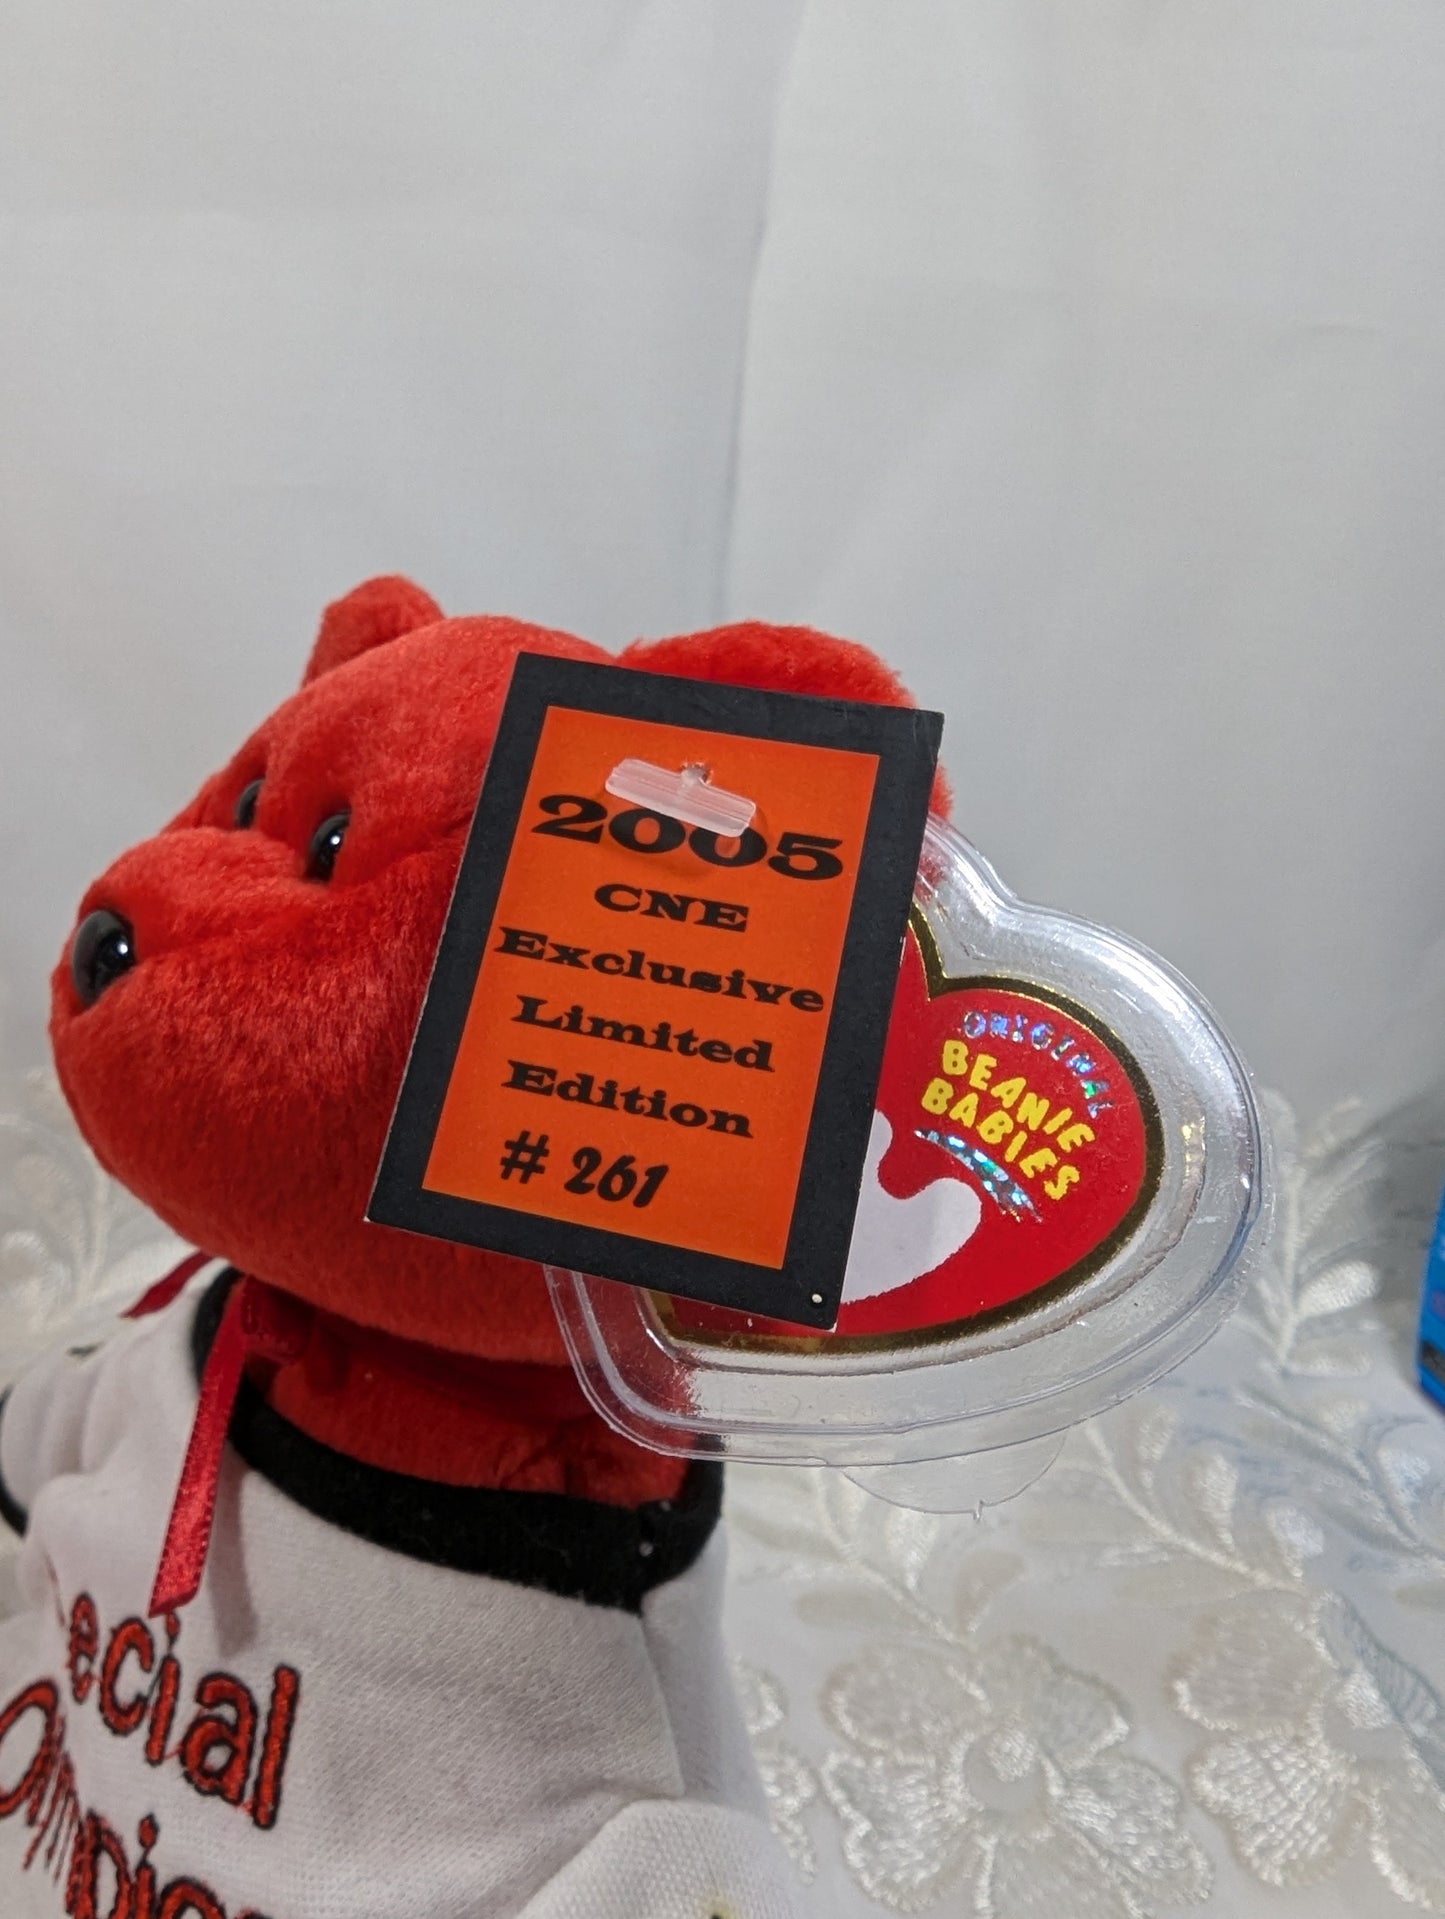 2005
CNE
Exclusive
Limited
Edition
# 261
ORIGINAL
BEANIE
BABIES
ecial